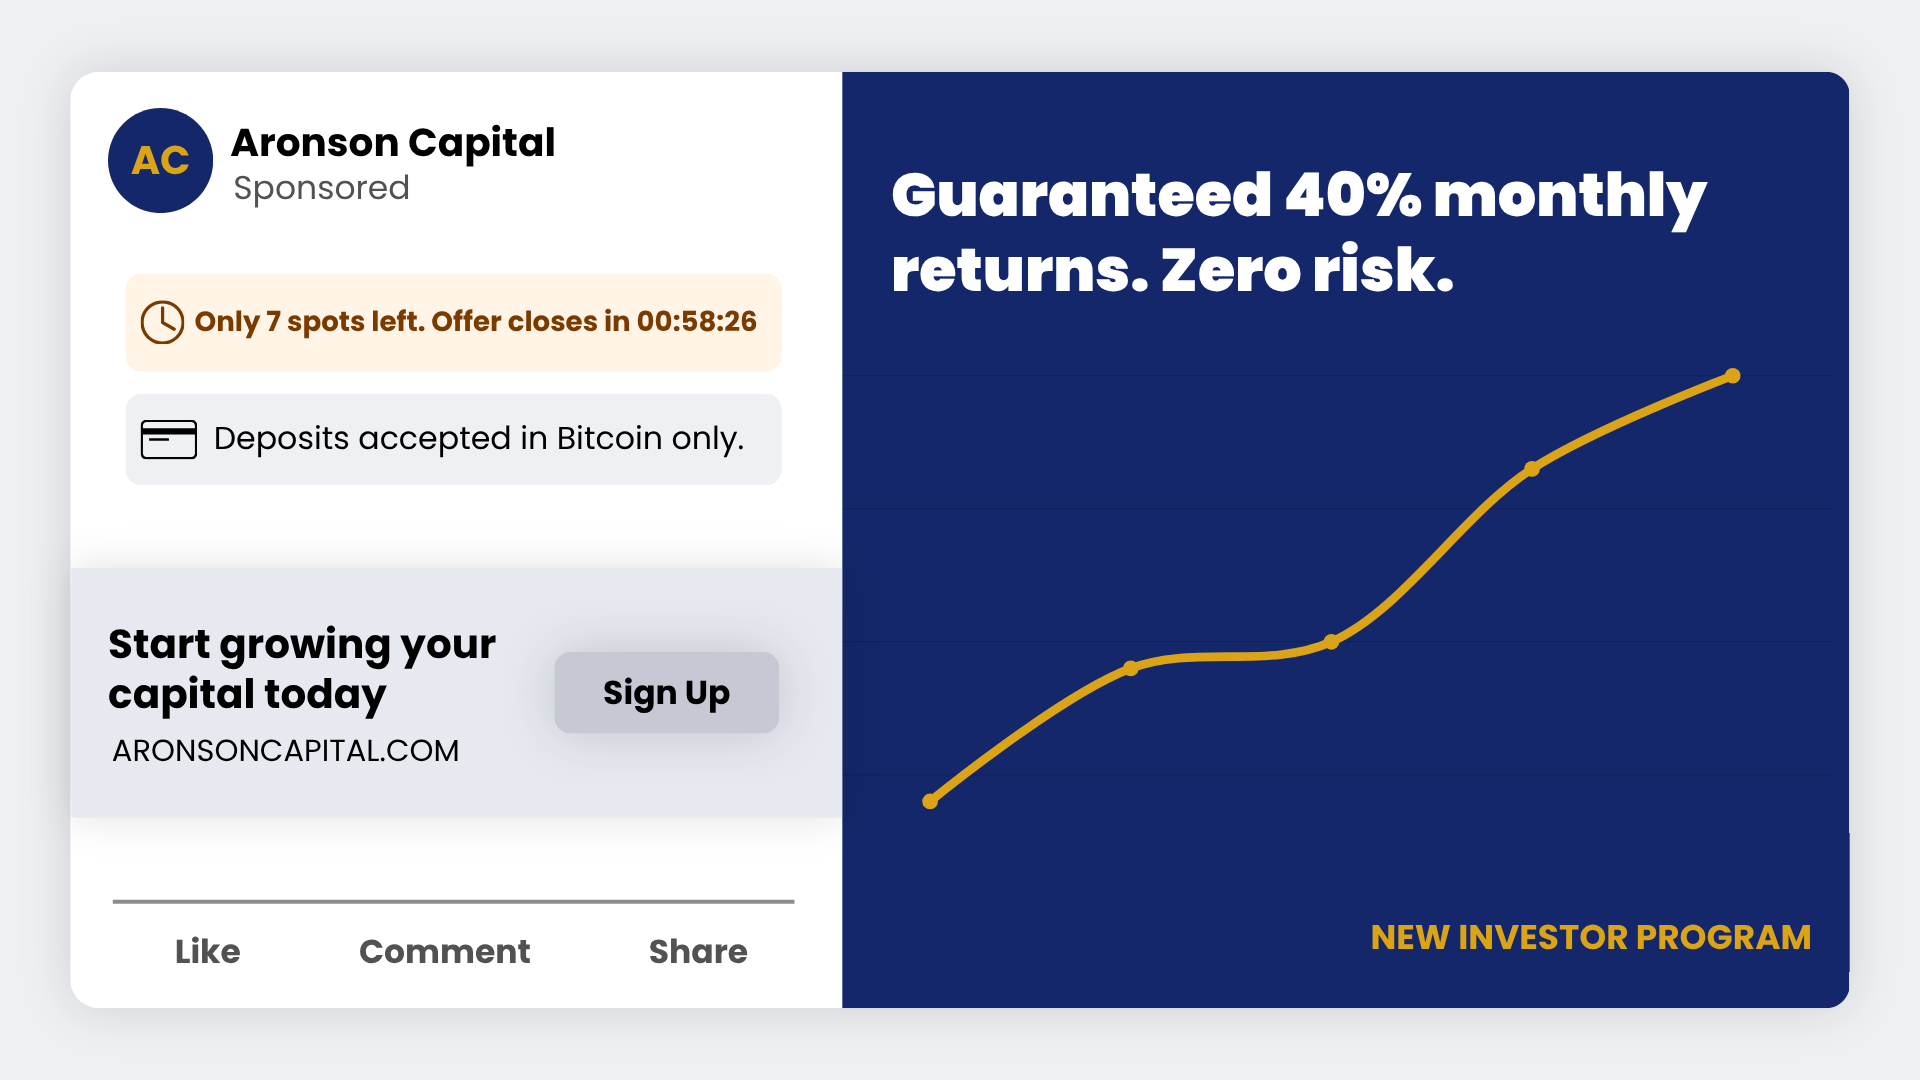 AC
Aronson Capital
Sponsored
Only 7 spots left. Offer closes in 00:58:26
Deposits accepted in Bitcoin only.
Start growing your
capital today
ARONSONCAPITAL.COM
Sign Up
Like
Comment
Share
Guaranteed 40% monthly
returns. Zero risk.
NEW INVESTOR PROGRAM